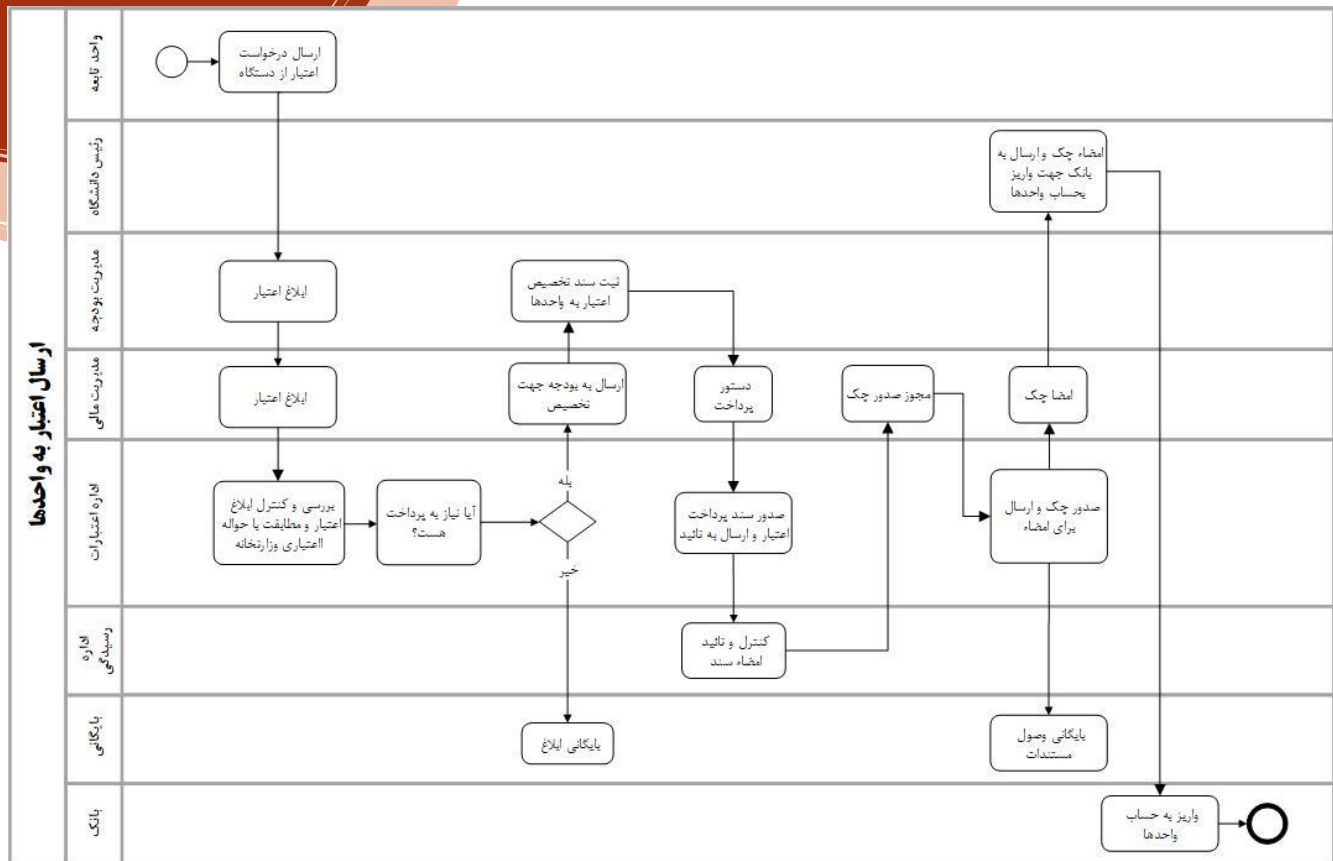 ارسال اعتبار به واحدها
واحد تابعه
ارسال درخواست
اعتبار از دستگاه
رئیس دانشگاه
امضاء چک و ارسال به
بانک جهت واریز
بحساب واحدها
مدیریت بودجه
ابلاغ اعتبار
ثبت سند تخصیص
اعتبار به واحدها
مدیریت مالی
ابلاغ اعتبار
ارسال به بودجه جهت
تخصیص
دستور
پرداخت
مجوز صدور چک
امضا چک
اداره اعتبارات
بررسی و کنترل ابلاغ
اعتبار و مطابقت با حواله
ااعتباری وزارتخانه
آیا نیاز به پرداخت
هست؟
بله
خیر
صدور سند پرداخت
اعتبار و ارسال به تائید
صدور چک و ارسال
برای امضاء
اداره
رسیدگی
کنترل و تائید
امضاء سند
بایگانی
بایگانی ابلاغ
بایگانی وصول
مستندات
بانک
واریز به حساب
واحدها